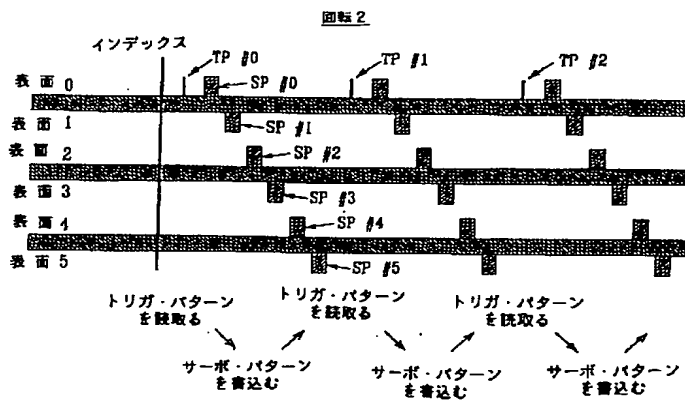 回転2
インデックス
TP #0
TP #1
TP #2
表面 0
SP #0
表面 1
SP #1
表面 2
SP #2
表面 3
SP #3
表面 4
SP #4
表面 5
SP #5
トリガ・パターン
を読取る
トリガ・パターン
を読取る
トリガ・パターン
を読取る
サーボ・パターン
を書込む
サーボ・パターン
を書込む
サーボ・パターン
を書込む